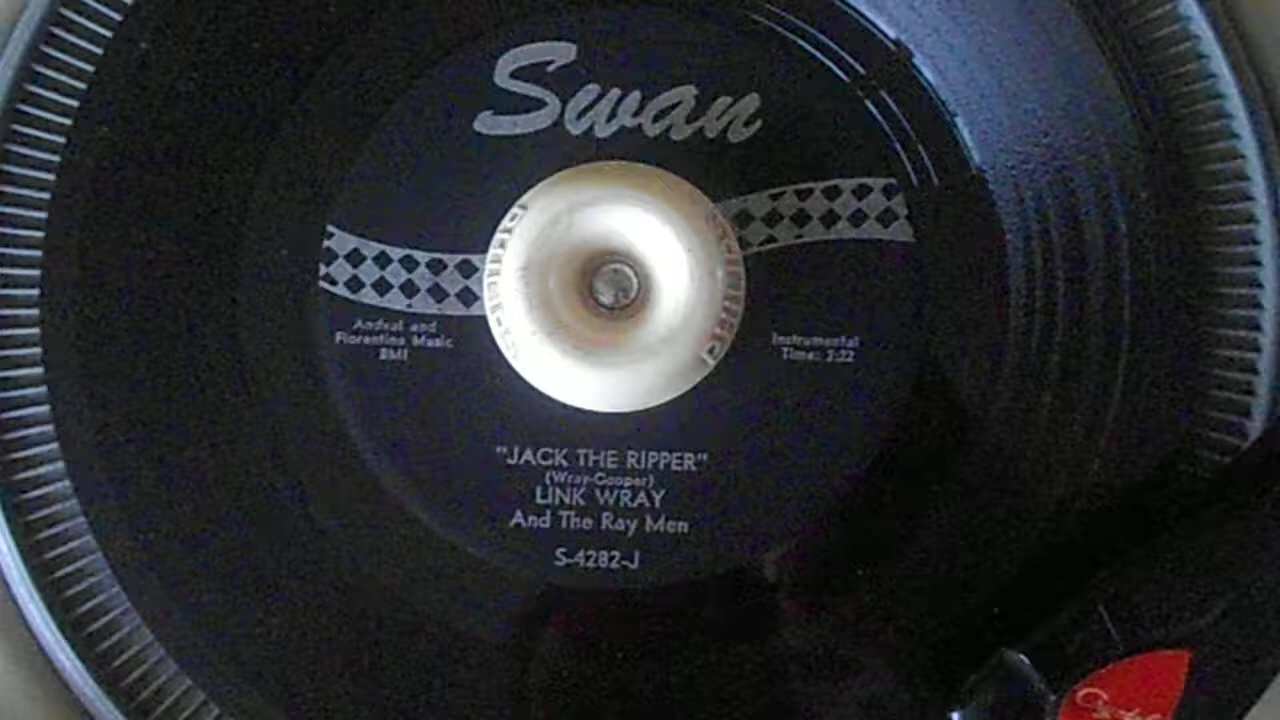 Swan
Andval and
Florentine Music
BMI
Instrumental
Time: 2:22
"JACK THE RIPPER"
(Wray-Cooper)
LINK WRAY
And The Ray Men
S-4282-J